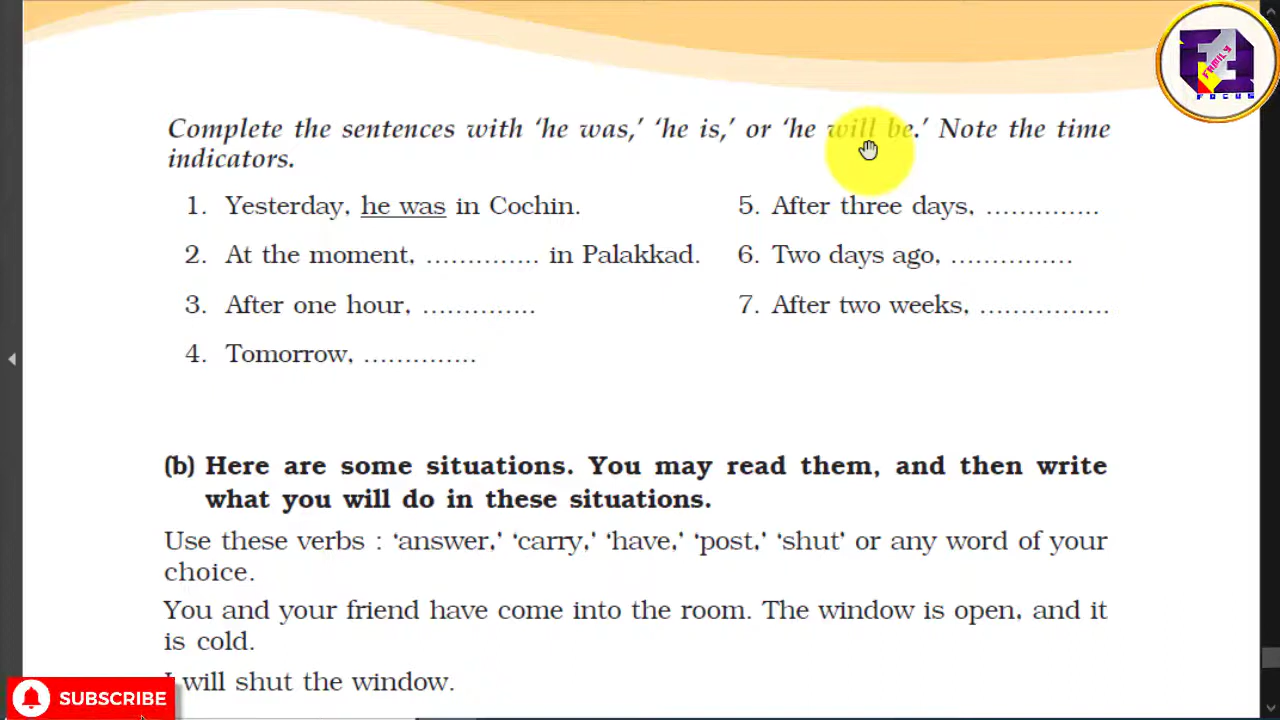 FAMILY
FOCUS
Complete the sentences with ‘he was,’ ‘he is,’ or ‘he will be.’ Note the time
indicators.
1. Yesterday, he was in Cochin.
2. At the moment, .............. in Palakkad.
3. After one hour, ..............
4. Tomorrow, ..............
5. After three days, ..............
6. Two days ago, ...............
7. After two weeks, ................
(b) Here are some situations. You may read them, and then write
what you will do in these situations.
Use these verbs : ‘answer,’ ‘carry,’ ‘have,’ ‘post,’ ‘shut’ or any word of your
choice.
You and your friend have come into the room. The window is open, and it
is cold.
I will shut the window.
SUBSCRIBE